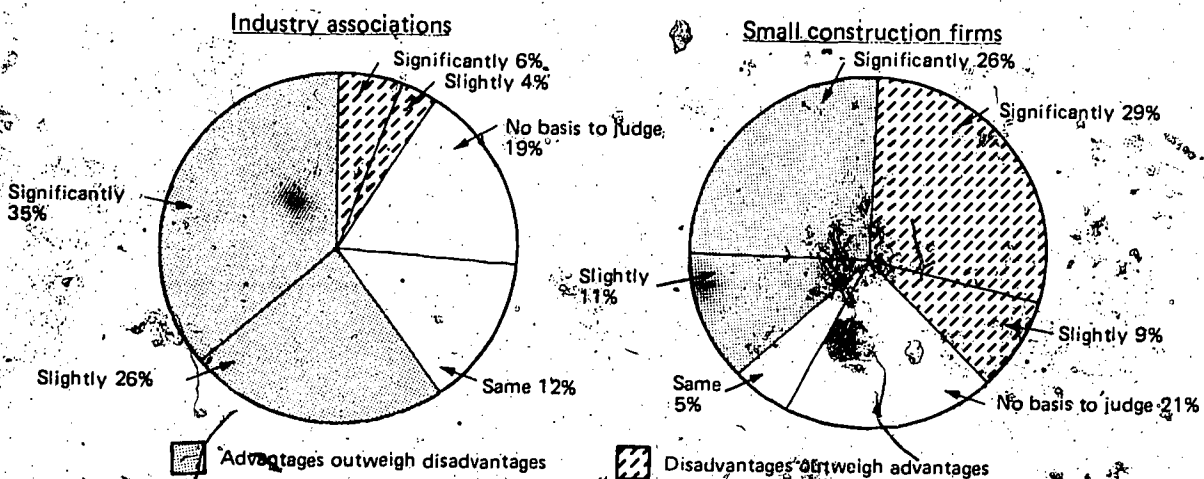 Industry associations
Significantly 6%
Slightly 4%
No basis to judge
19%
Significantly
35%
Slightly 26%
Same 12%
Small construction firms
Significantly 26%
Significantly 29%
Slightly
11%
Slightly 9%
Same
5%
No basis to judge 21%
Advantages outweigh disadvantages
Disadvantages outweigh advantages